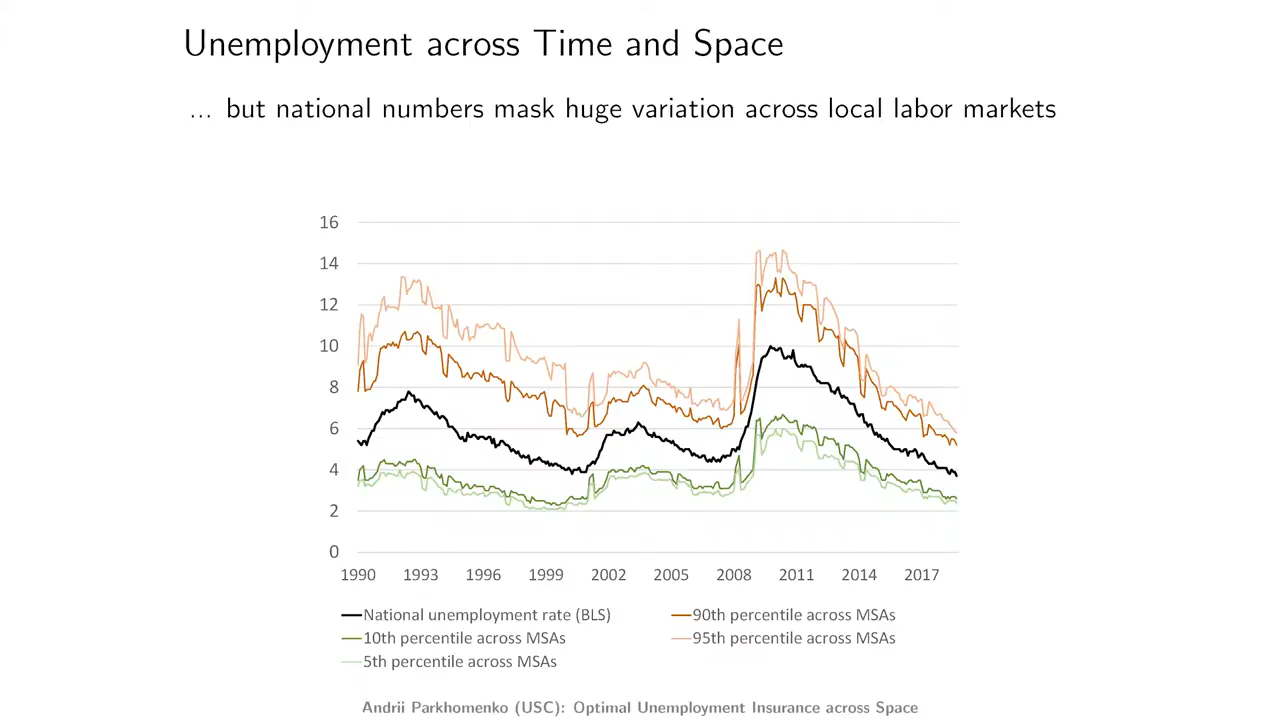 Unemployment across Time and Space
... but national numbers mask huge variation across local labor markets
16
14
12
10
8
6
4
2
0
1990 1993 1996 1999 2002 2005 2008 2011 2014 2017
National unemployment rate (BLS) 90th percentile across MSAs
10th percentile across MSAs 95th percentile across MSAs
5th percentile across MSAs
Andrii Parkhomenko (USC): Optimal Unemployment Insurance across Space